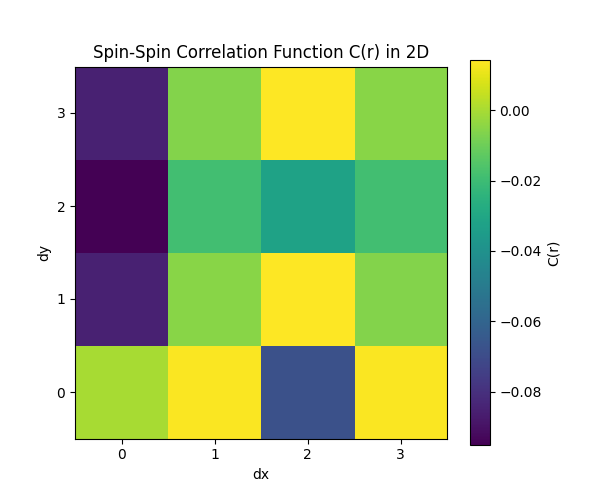 Spin-Spin Correlation Function C(r) in 2D
3
2
1
0
dy
0 1 2 3
dx
0.00
−0.02
−0.04
−0.06
−0.08
C(r)